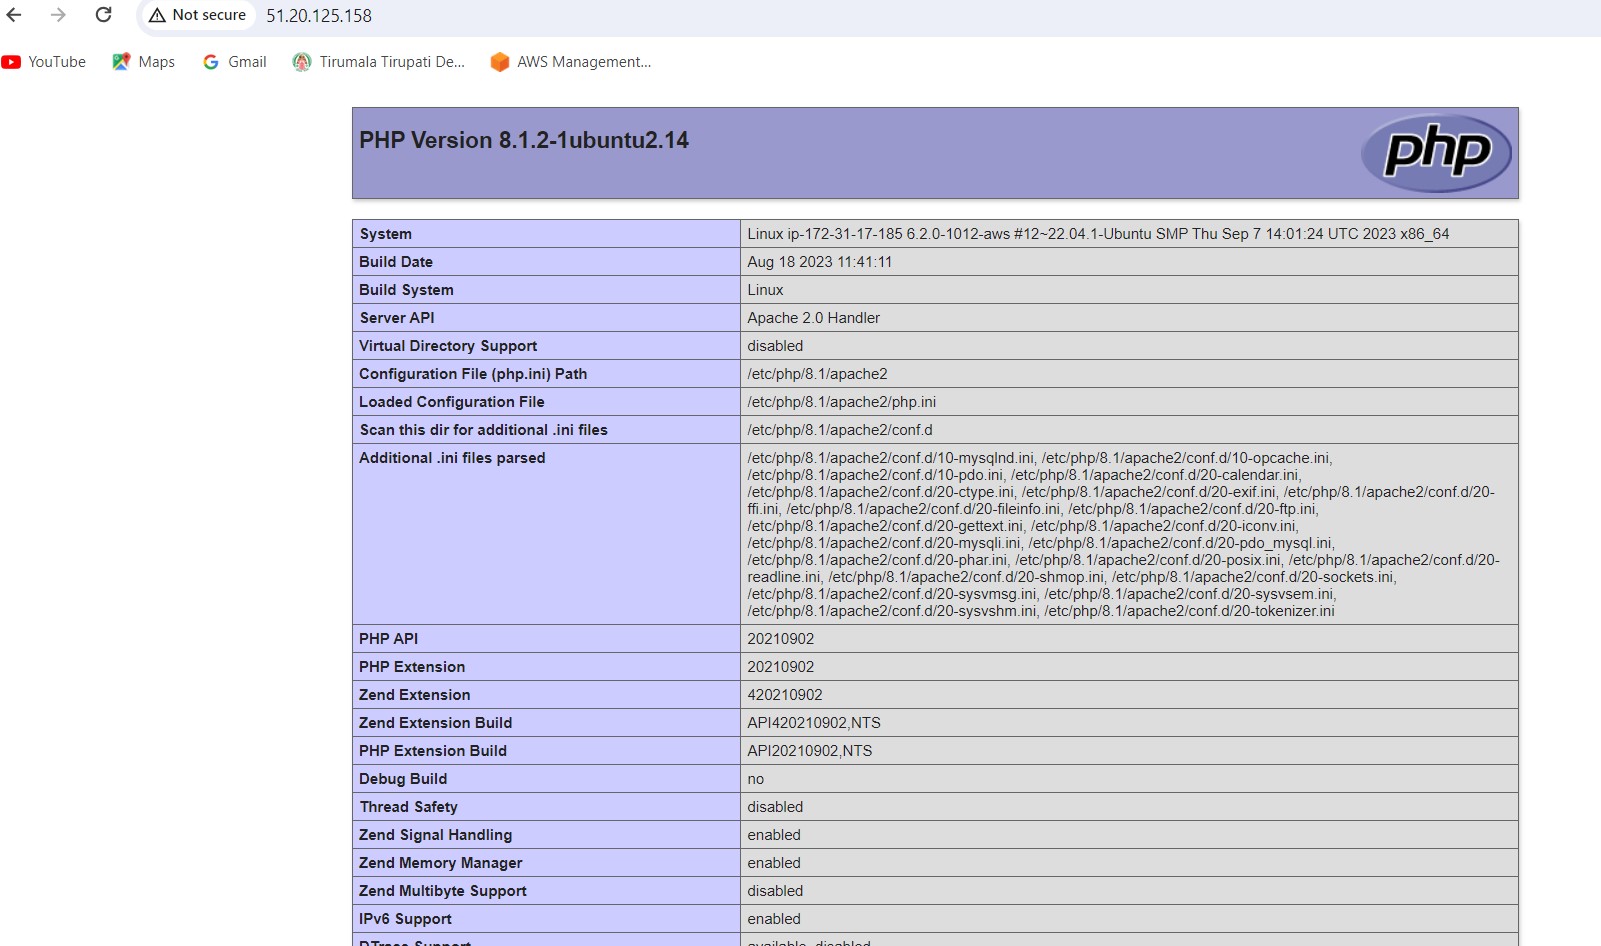 Not secure 51.20.125.158
YouTube Maps Gmail Tirumala Tirupati De... AWS Management...
PHP Version 8.1.2-1ubuntu2.14
php
System Linux ip-172-31-17-185 6.2.0-1012-aws #12~22.04.1-Ubuntu SMP Thu Sep 7 14:01:24 UTC 2023 x86_64
Build Date Aug 18 2023 11:41:11
Build System Linux
Server API Apache 2.0 Handler
Virtual Directory Support disabled
Configuration File (php.ini) Path /etc/php/8.1/apache2
Loaded Configuration File /etc/php/8.1/apache2/php.ini
Scan this dir for additional .ini files /etc/php/8.1/apache2/conf.d
Additional .ini files parsed /etc/php/8.1/apache2/conf.d/10-mysqlnd.ini, /etc/php/8.1/apache2/conf.d/10-opcache.ini,
/etc/php/8.1/apache2/conf.d/10-pdo.ini, /etc/php/8.1/apache2/conf.d/20-calendar.ini,
/etc/php/8.1/apache2/conf.d/20-ctype.ini, /etc/php/8.1/apache2/conf.d/20-exif.ini, /etc/php/8.1/apache2/conf.d/20-
ffi.ini, /etc/php/8.1/apache2/conf.d/20-fileinfo.ini, /etc/php/8.1/apache2/conf.d/20-ftp.ini,
/etc/php/8.1/apache2/conf.d/20-gettext.ini, /etc/php/8.1/apache2/conf.d/20-iconv.ini,
/etc/php/8.1/apache2/conf.d/20-mysqli.ini, /etc/php/8.1/apache2/conf.d/20-pdo_mysql.ini,
/etc/php/8.1/apache2/conf.d/20-phar.ini, /etc/php/8.1/apache2/conf.d/20-posix.ini, /etc/php/8.1/apache2/conf.d/20-
readline.ini, /etc/php/8.1/apache2/conf.d/20-shmop.ini, /etc/php/8.1/apache2/conf.d/20-sockets.ini,
/etc/php/8.1/apache2/conf.d/20-sysvmsg.ini, /etc/php/8.1/apache2/conf.d/20-sysvsem.ini,
/etc/php/8.1/apache2/conf.d/20-sysvshm.ini, /etc/php/8.1/apache2/conf.d/20-tokenizer.ini
PHP API 20210902
PHP Extension 20210902
Zend Extension 420210902
Zend Extension Build API420210902,NTS
PHP Extension Build API20210902,NTS
Debug Build no
Thread Safety disabled
Zend Signal Handling enabled
Zend Memory Manager enabled
Zend Multibyte Support disabled
IPv6 Support enabled
DTrace Support available, disabled